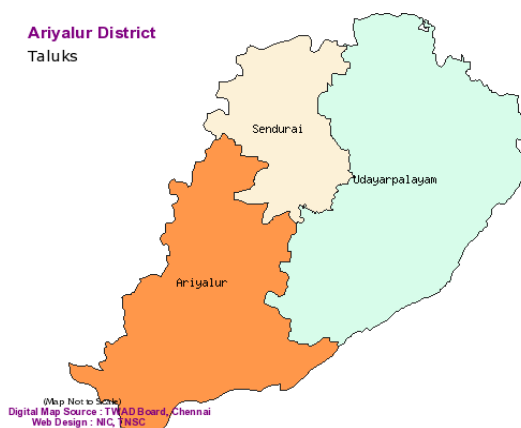 Ariyalur District
Taluks
Sendurai
Udayarpalayam
Ariyalur
(Map Not to Scale)
Digital Map Source : TWAD Board, Chennai
Web Design : NIC, TNSC